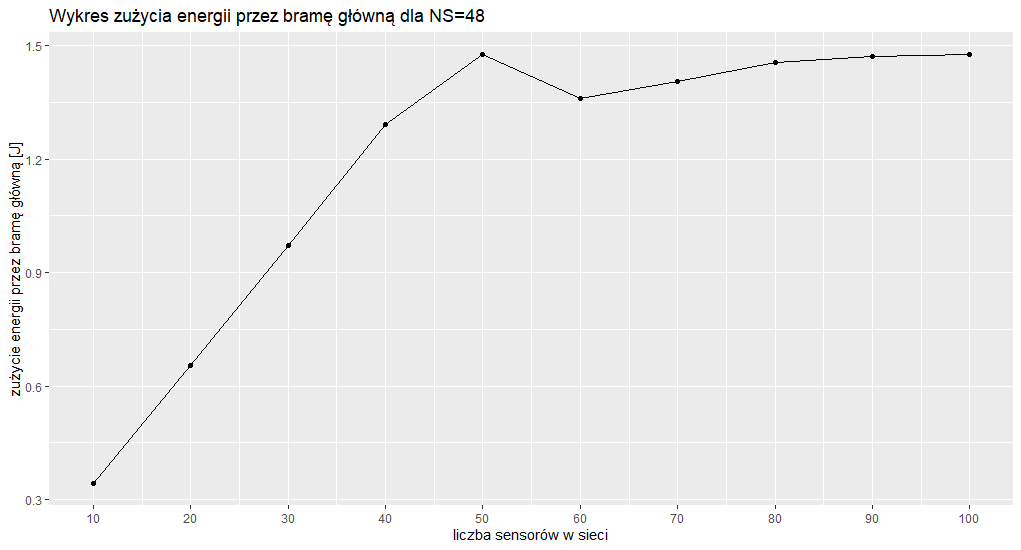 Wykres zużycia energii przez bramę główną dla NS=48
zużycie energii przez bramę główną [J]
1.5
1.2
0.9
0.6
0.3
10 20 30 40 50 60 70 80 90 100
liczba sensorów w sieci